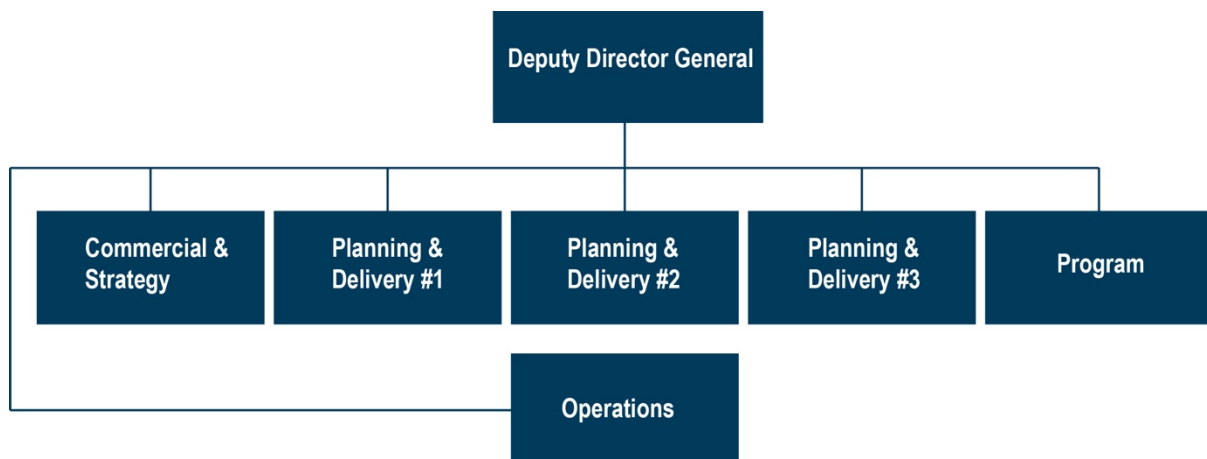 Deputy Director General
Commercial &
Strategy
Planning &
Delivery #1
Planning &
Delivery #2
Planning &
Delivery #3
Program
Operations